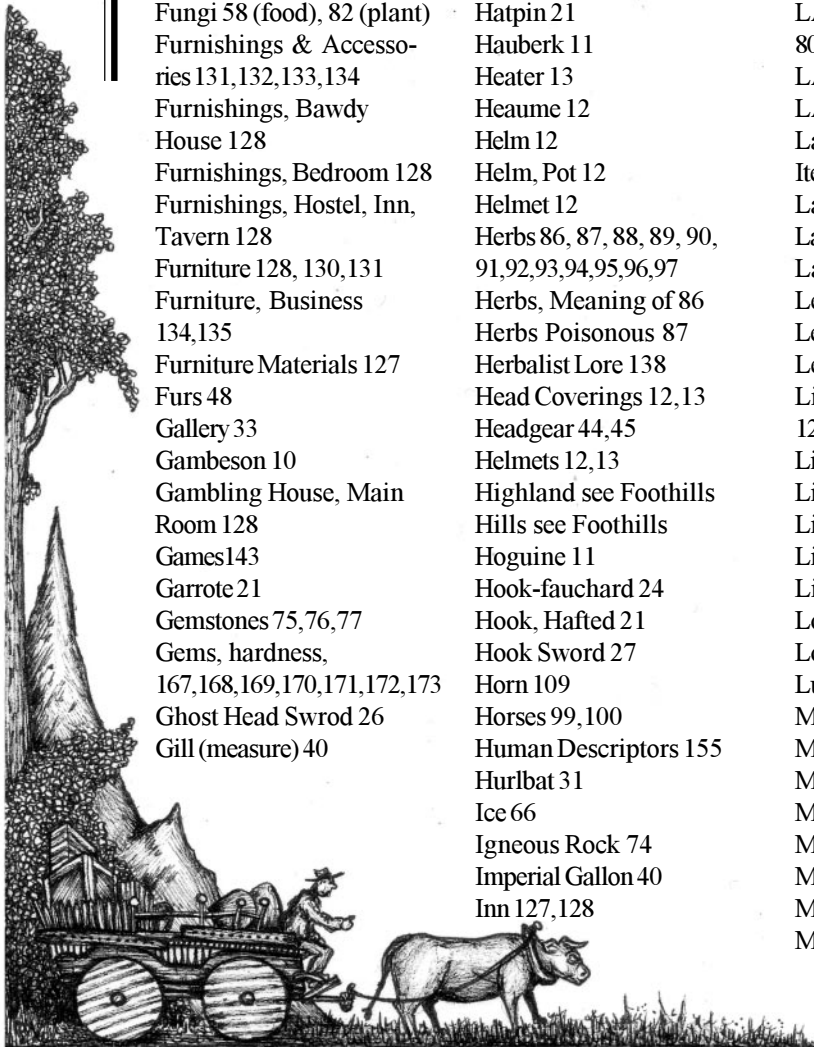 Fungi 58 (food), 82 (plant)
Furnishings & Accesso-
ries 131,132,133,134
Furnishings, Bawdy
House 128
Furnishings, Bedroom 128
Furnishings, Hostel, Inn,
Tavern 128
Furniture 128, 130,131
Furniture, Business
134,135
Furniture Materials 127
Furs 48
Gallery 33
Gambeson 10
Gambling House, Main
Room 128
Games143
Garrote 21
Gemstones 75,76,77
Gems, hardness,
167,168,169,170,171,172,173
Ghost Head Swrod 26
Gill (measure) 40
Hatpin 21
Hauberk 11
Heater 13
Heaume 12
Helm 12
Helm, Pot 12
Helmet 12
Herbs 86, 87, 88, 89, 90,
91,92,93,94,95,96,97
Herbs, Meaning of 86
Herbs Poisonous 87
Herbalist Lore 138
Head Coverings 12,13
Headgear 44,45
Helmets 12,13
Highland see Foothills
Hills see Foothills
Hoguine 11
Hook-fauchard 24
Hook, Hafted 21
Hook Sword 27
Horn 109
Horses 99,100
Human Descriptors 155
Hurlbat 31
Ice 66
Igneous Rock 74
Imperial Gallon 40
Inn 127,128